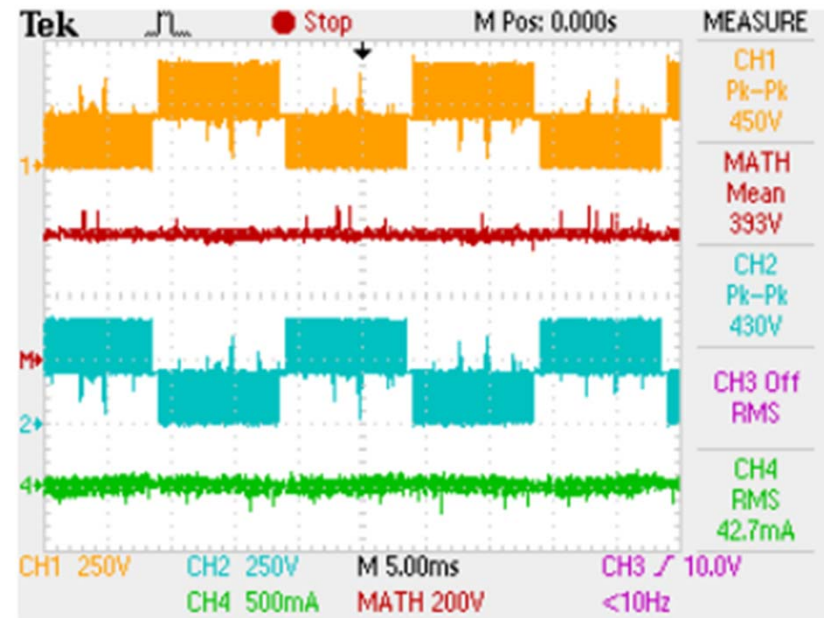 Tek Stop M Pos: 0.000s MEASURE
CH1
Pk-Pk
450V
MATH
Mean
393V
CH2
Pk-Pk
430V
CH3 Off
RMS
CH4
RMS
42.7mA
1
M
2
4
CH1 250V CH2 250V M 5.00ms CH3 10.0V
CH4 500mA MATH 200V <10Hz